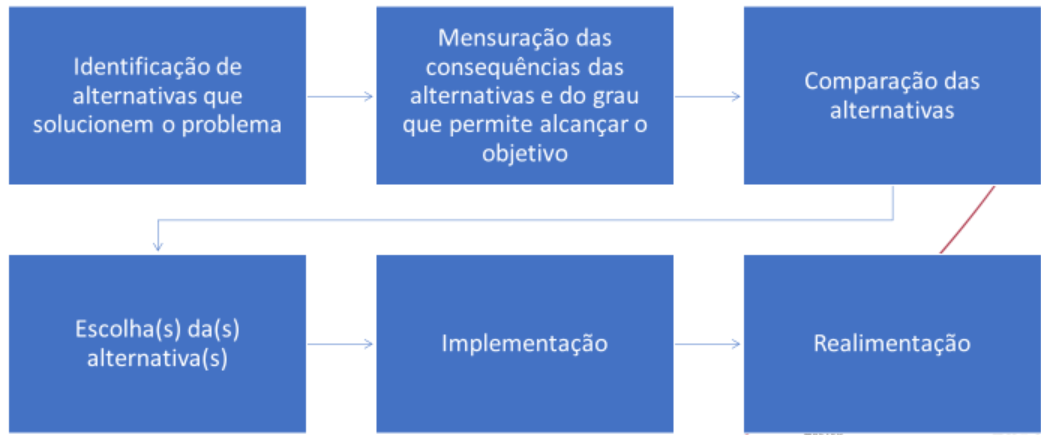 Identificação de
alternativas que
solucionem o problema
Mensuração das
consequências das
alternativas e do grau
que permite alcançar o
objetivo
Comparação das
alternativas
Escolha(s) da(s)
alternativa(s)
Implementação
Realimentação